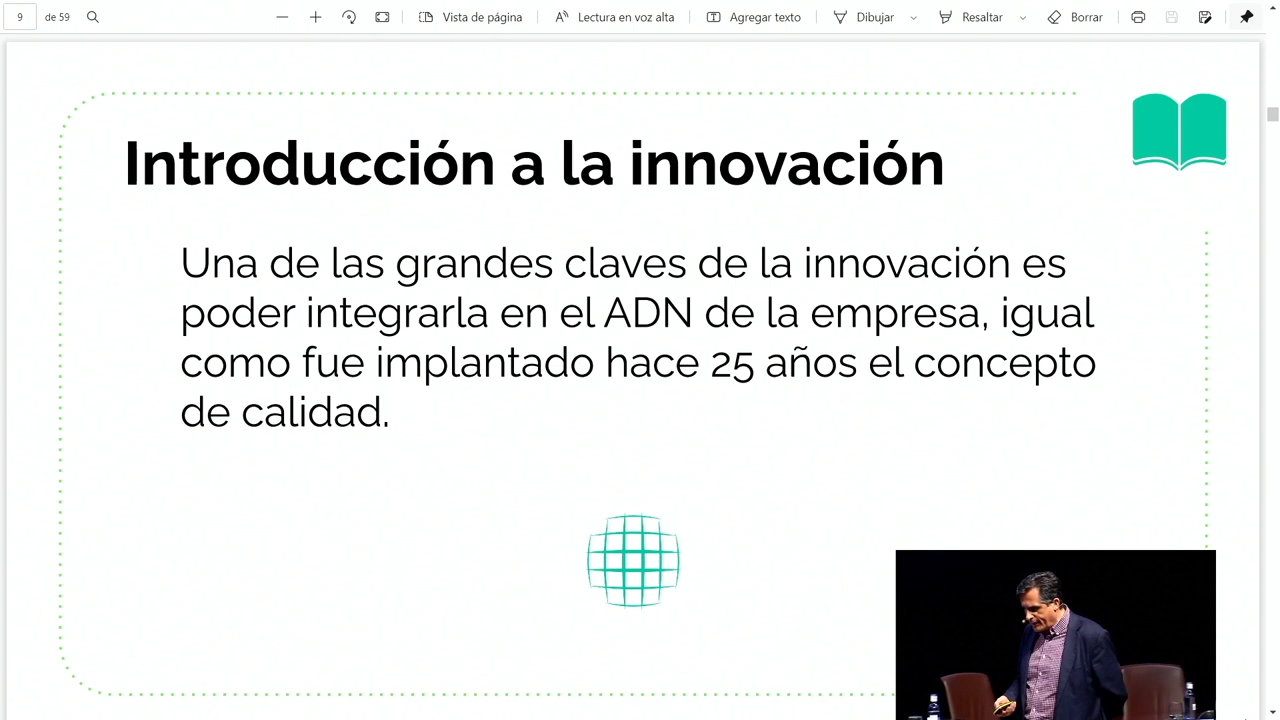 9 de 59 Vista de página Lectura en voz alta Agregar texto Dibujar Resaltar Borrar
Introducción a la innovación
Una de las grandes claves de la innovación es
poder integrarla en el ADN de la empresa, igual
como fue implantado hace 25 años el concepto
de calidad.